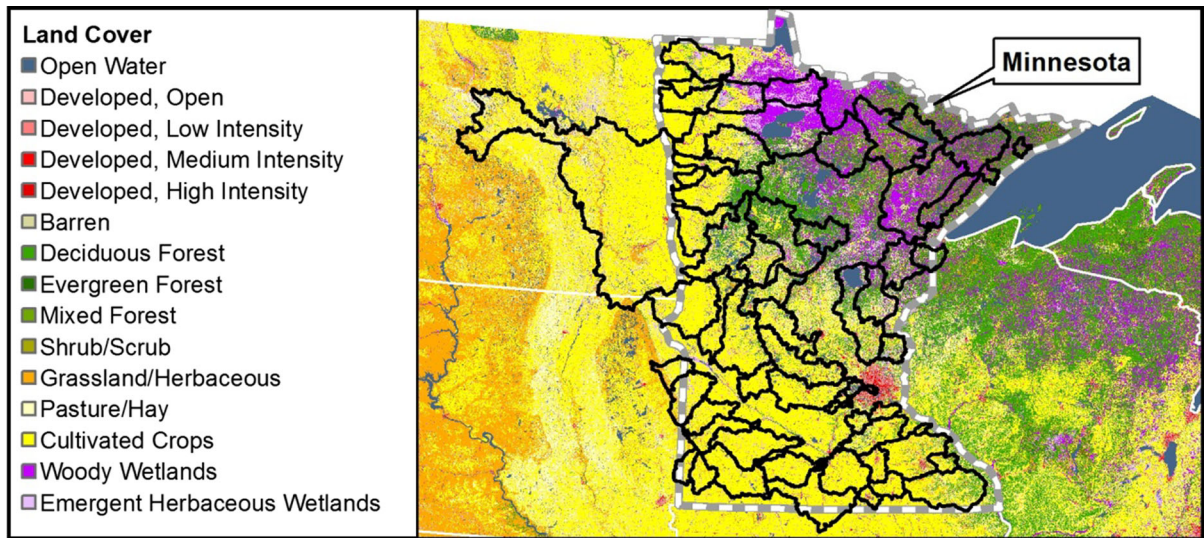 Land Cover
Open Water
Developed, Open
Developed, Low Intensity
Developed, Medium Intensity
Developed, High Intensity
Barren
Deciduous Forest
Evergreen Forest
Mixed Forest
Shrub/Scrub
Grassland/Herbaceous
Pasture/Hay
Cultivated Crops
Woody Wetlands
Emergent Herbaceous Wetlands
Minnesota